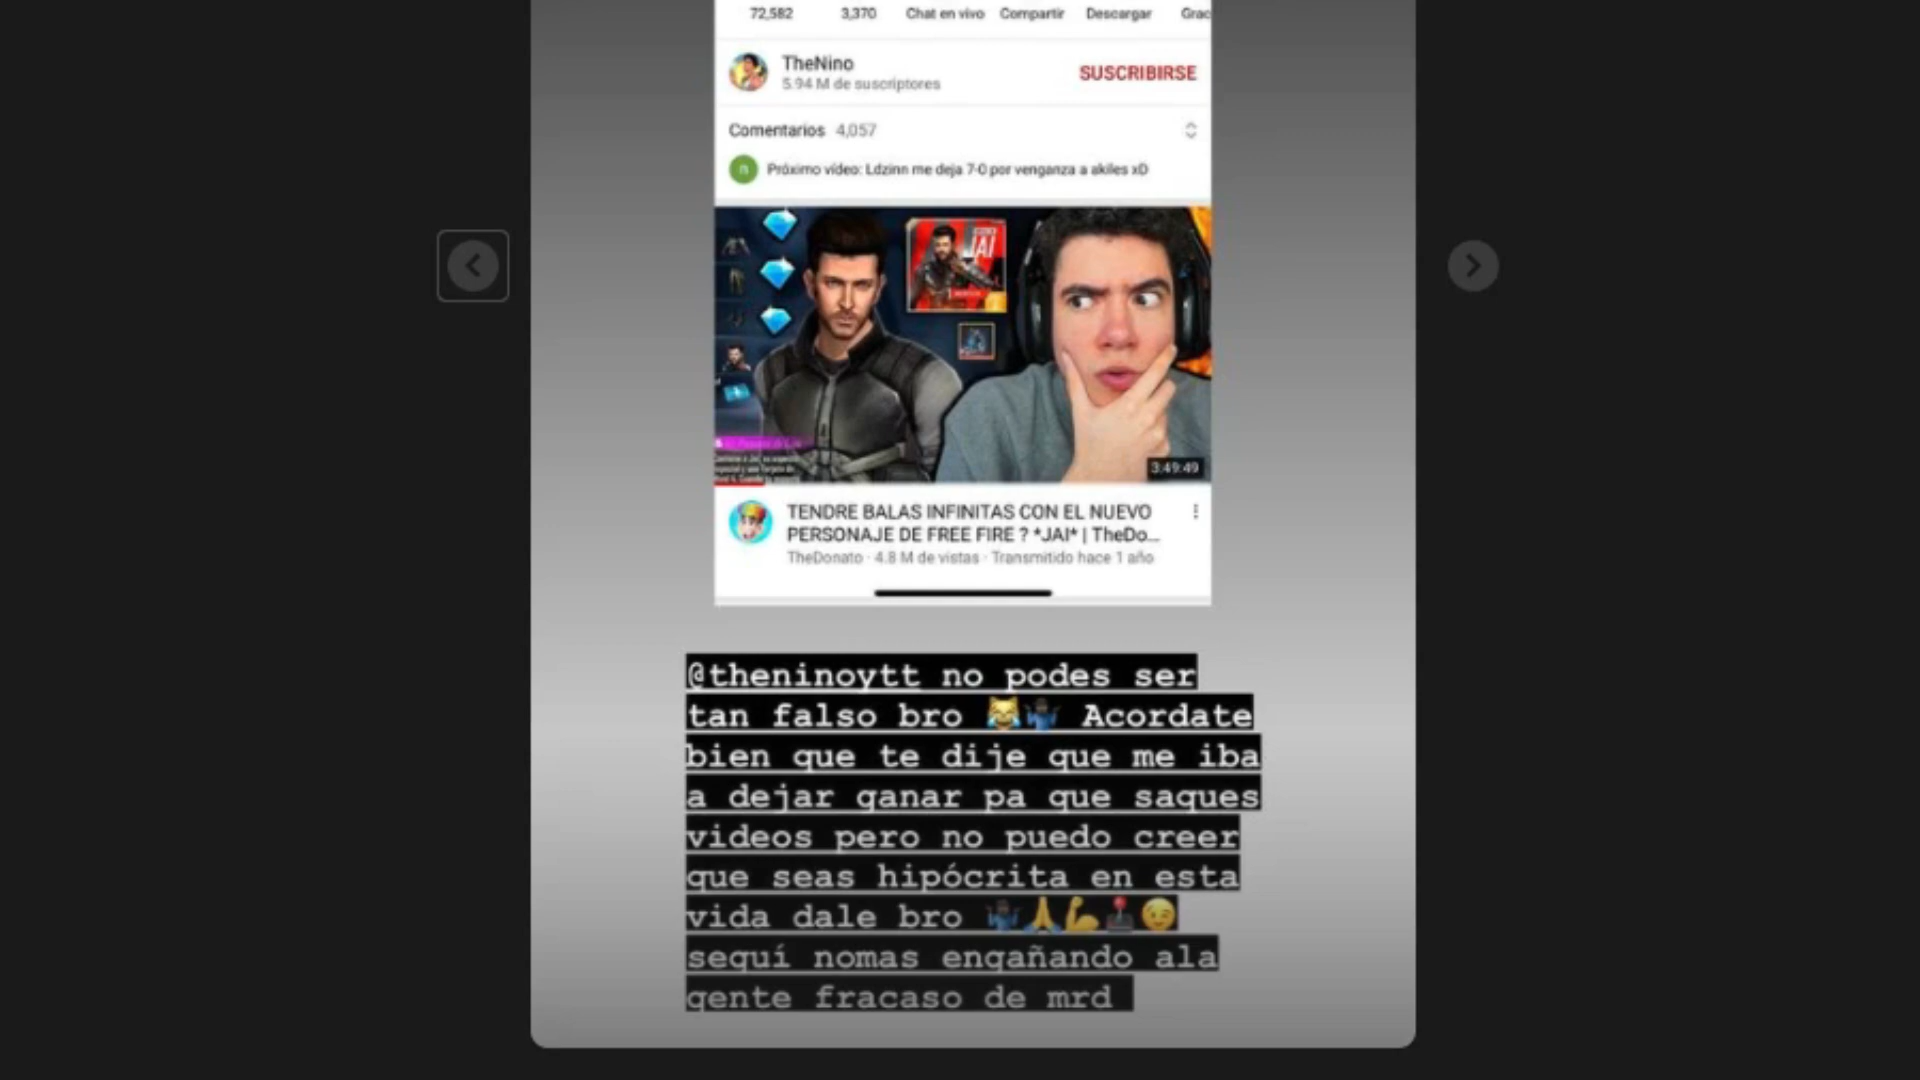 72,582 3,370 Chat en vivo Compartir Descargar Grac
TheNino
5.94 M de suscriptores
SUSCRIBIRSE
Comentarios 4,057
n Próximo vídeo: Ldzinn me deja 7-0 por venganza a akiles xD
JAI
3:49:49
TENDRE BALAS INFINITAS CON EL NUEVO
PERSONAJE DE FREE FIRE ? *JAI* | TheDo...
TheDonato · 4.8 M de vistas · Transmitido hace 1 año
@theninoytt no podes ser
tan falso bro 😹🤷🏿‍♂️ Acordate
bien que te dije que me iba
a dejar ganar pa que saques
videos pero no puedo creer
que seas hipócrita en esta
vida dale bro 🤷🏿‍♂️🙏💪🕹️😉
seguí nomas engañando ala
gente fracaso de mrd